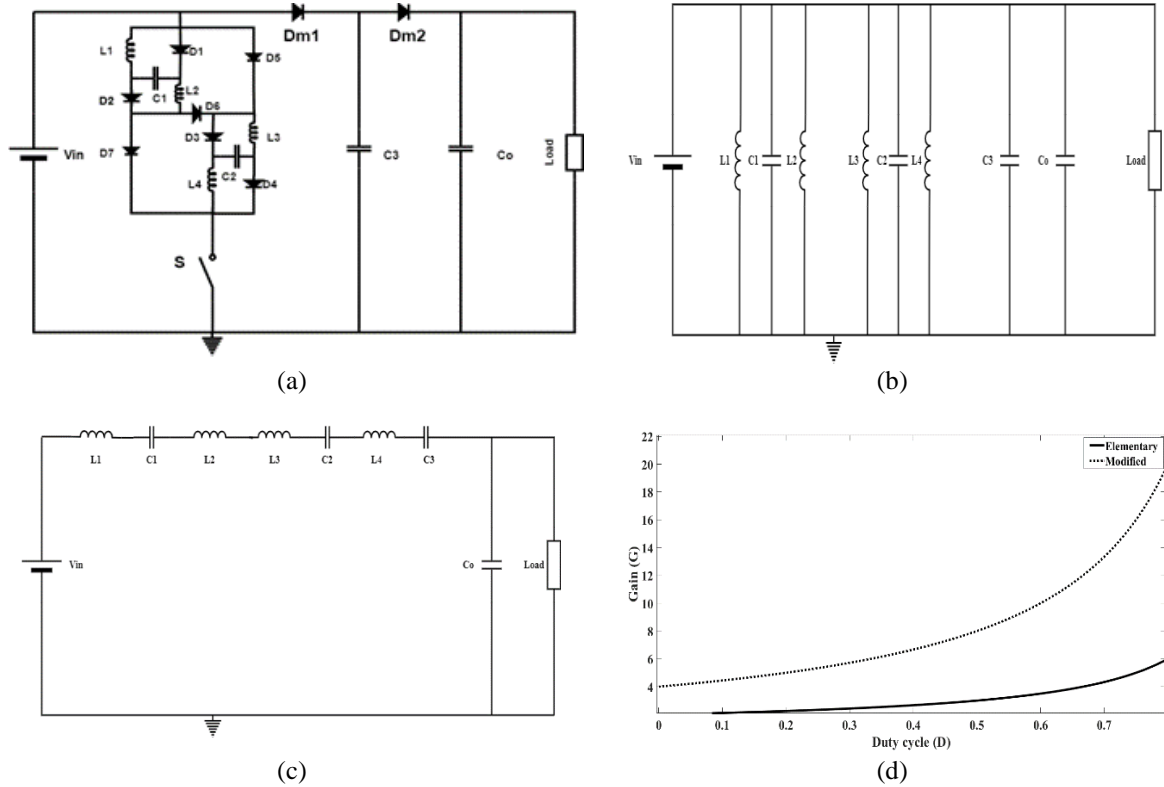 Dm1 Dm2
L1 D1 D5
C1 L2
D2 D6
D3 L3
Vin D7 C3 Co Load
C2
L4 D4
S
(a)
Vin L1 C1 L2 L3 C2 L4 C3 Co Load
(b)
L1 C1 L2 L3 C2 L4 C3
Vin Co Load
(c)
22
20
18
16
14
12
10
8
6
4
Gain (G)
Elementary
Modified
0 0.1 0.2 0.3 0.4 0.5 0.6 0.7
Duty cycle (D)
(d)